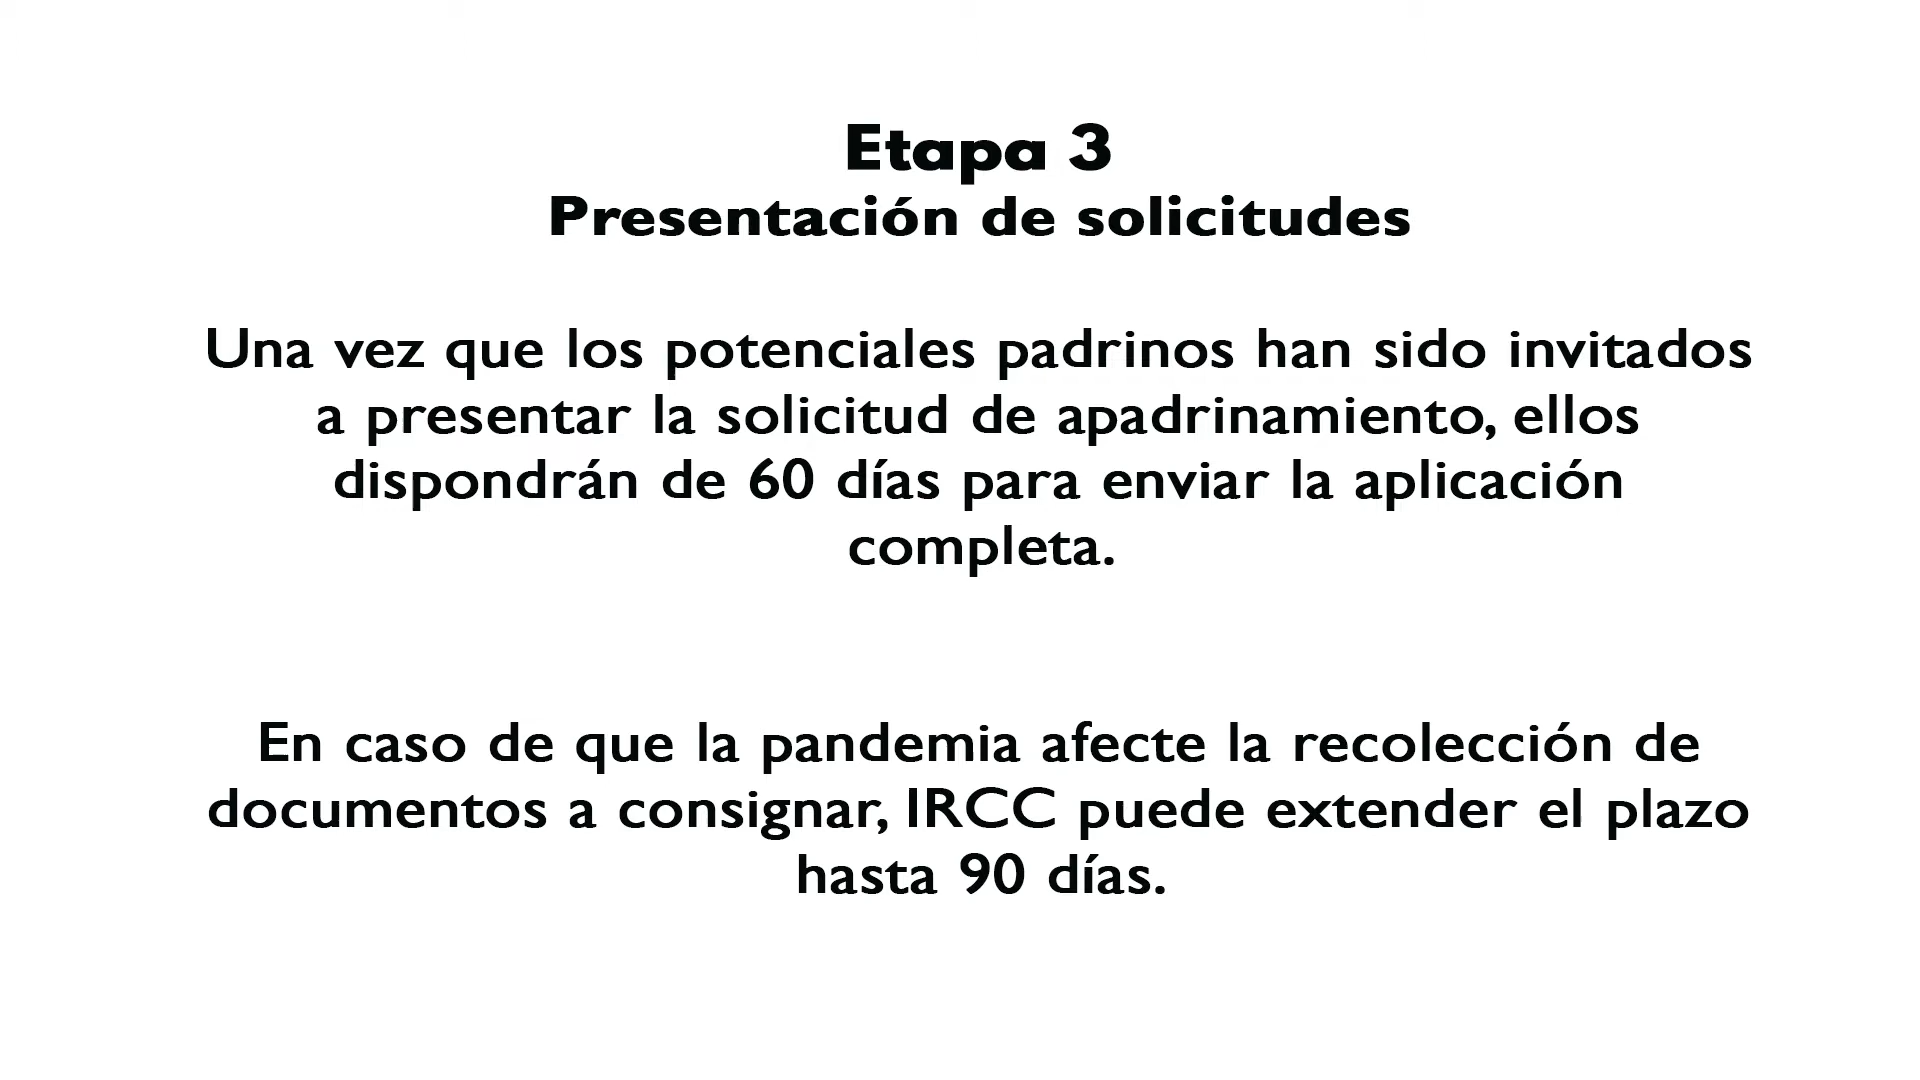 Etapa 3
Presentación de solicitudes
Una vez que los potenciales padrinos han sido invitados
a presentar la solicitud de apadrinamiento, ellos
dispondrán de 60 días para enviar la aplicación
completa.
En caso de que la pandemia afecte la recolección de
documentos a consignar, IRCC puede extender el plazo
hasta 90 días.